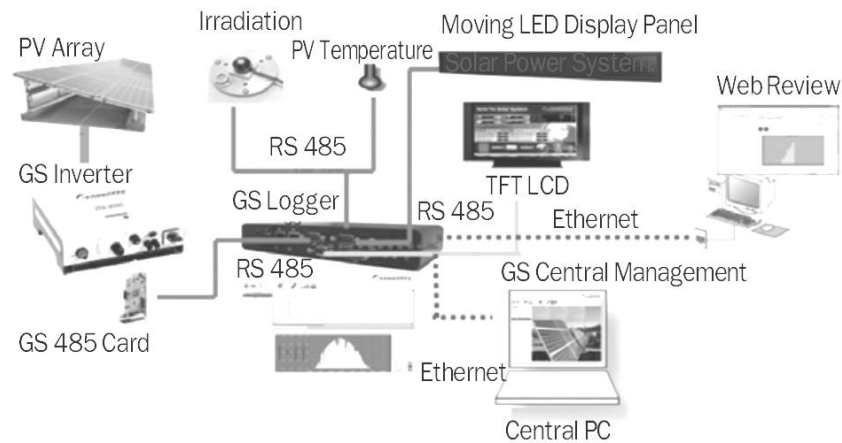 Irradiation
Moving LED Display Panel
PV Array
PV Temperature
Solar Power System
Web Review
RS 485
GS Inverter
TFT LCD
GS Logger
RS 485
Ethernet
RS 485
GS Central Management
GS 485 Card
Ethernet
Central PC